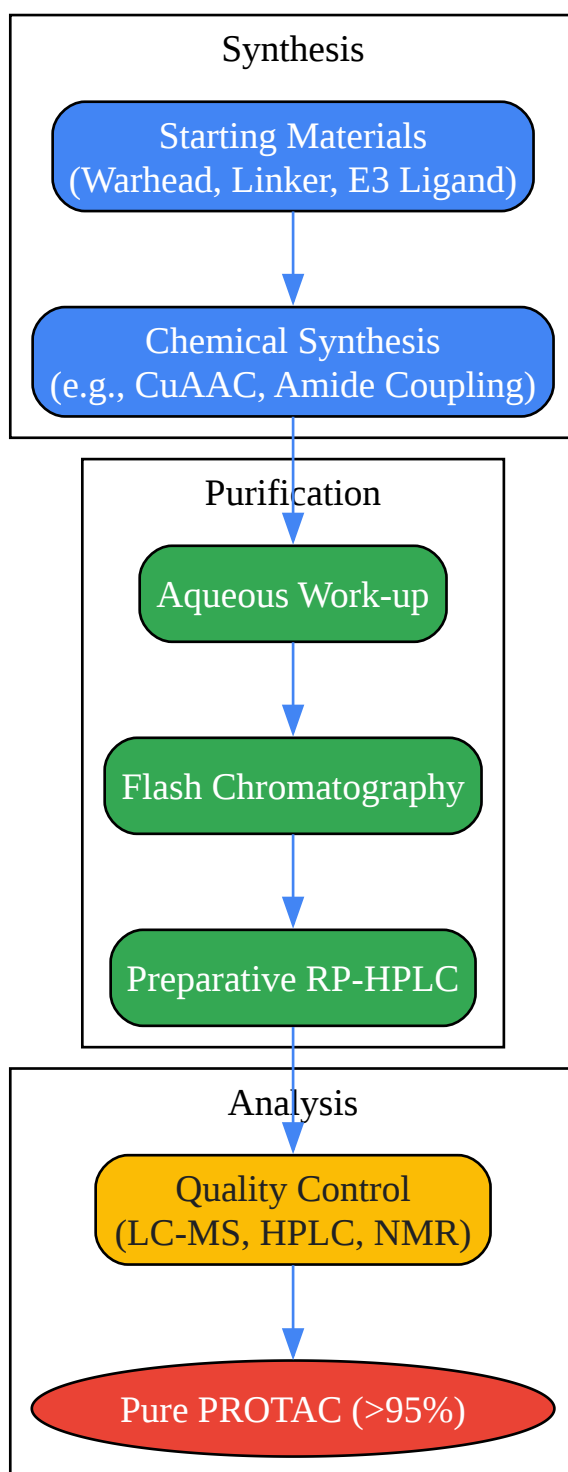 Synthesis
Starting Materials
(Warhead, Linker, E3 Ligand)
Chemical Synthesis
(e.g., CuAAC, Amide Coupling)
Purification
Aqueous Work-up
Flash Chromatography
Preparative RP-HPLC
Analysis
Quality Control
(LC-MS, HPLC, NMR)
Pure PROTAC (>95%)